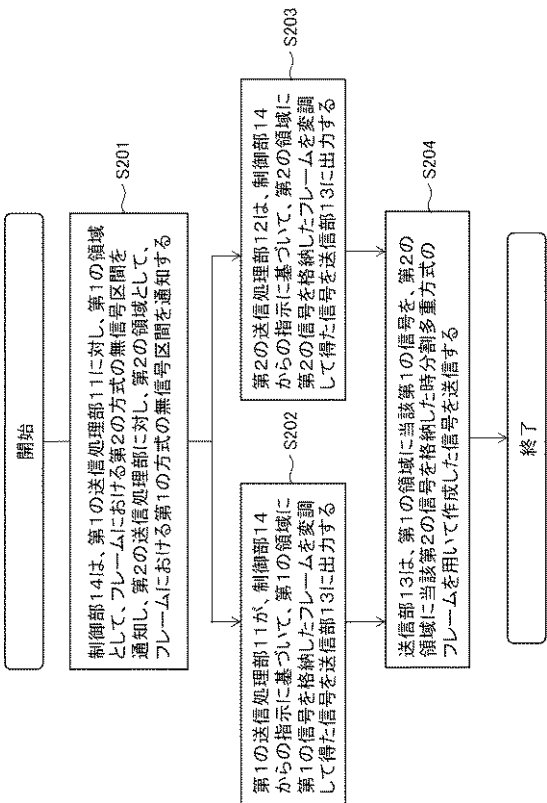 開始
S201
制御部14は、第1の送信処理部11に対し、第1の領域
として、フレームにおける第2の方式の無信号区間を
通知し、第2の送信処理部に対し、第2の領域として、
フレームにおける第1の方式の無信号区間を通知する
S202
第1の送信処理部11が、制御部14
からの指示に基づいて、第1の領域に
第1の信号を格納したフレームを変調
して得た信号を送信部13に出力する
S203
第2の送信処理部12は、制御部14
からの指示に基づいて、第2の領域に
第2の信号を格納したフレームを変調
して得た信号を送信部13に出力する
S204
送信部13は、第1の領域に当該第1の信号を、第2の
領域に当該第2の信号を格納した時分割多重方式の
フレームを用いて作成した信号を送信する
終了